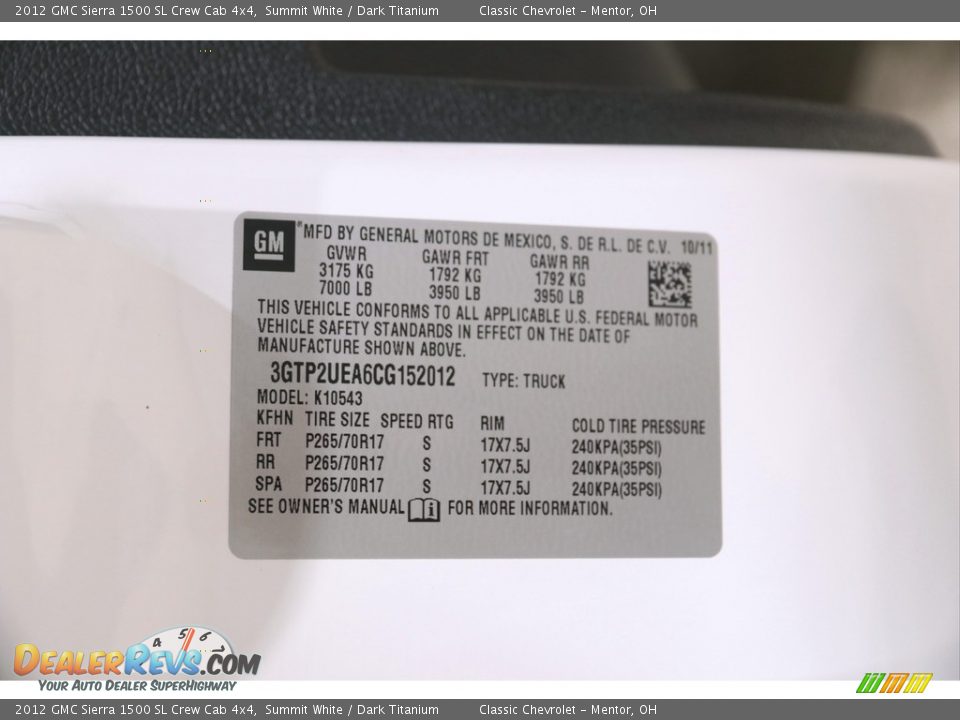 2012 GMC Sierra 1500 SL Crew Cab 4x4, Summit White / Dark Titanium Classic Chevrolet - Mentor, OH
GM ® MFD BY GENERAL MOTORS DE MEXICO, S. DE R.L. DE C.V. 10/11
GVWR GAWR FRT GAWR RR
3175 KG 1792 KG 1792 KG
7000 LB 3950 LB 3950 LB
THIS VEHICLE CONFORMS TO ALL APPLICABLE U.S. FEDERAL MOTOR
VEHICLE SAFETY STANDARDS IN EFFECT ON THE DATE OF
MANUFACTURE SHOWN ABOVE.
3GTP2UEA6CG152012 TYPE: TRUCK
MODEL: K10543
KFHN TIRE SIZE SPEED RTG RIM COLD TIRE PRESSURE
FRT P265/70R17 S 17X7.5J 240KPA(35PSI)
RR P265/70R17 S 17X7.5J 240KPA(35PSI)
SPA P265/70R17 S 17X7.5J 240KPA(35PSI)
SEE OWNER'S MANUAL i FOR MORE INFORMATION.
4 5 6 7
DEALERREVS.COM
YOUR AUTO DEALER SUPERHIGHWAY
2012 GMC Sierra 1500 SL Crew Cab 4x4, Summit White / Dark Titanium Classic Chevrolet - Mentor, OH